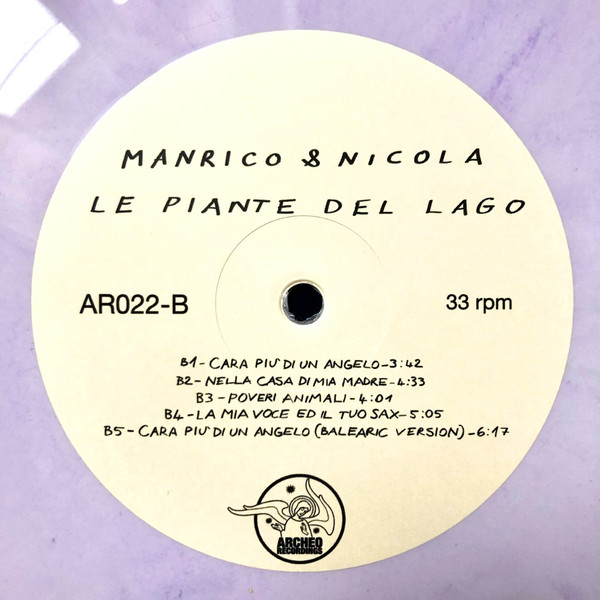 MANRICO & NICOLA
LE PIANTE DEL LAGO
AR022-B
33 rpm
B1- CARA PIU' DI UN ANGELO-3:42
B2- NELLA CASA DI MIA MADRE-4:33
B3 - POVERI ANIMALI-4:01
B4-LA MIA VOCE ED IL TUO SAX-5:05
B5-CARA PIU' DI UN ANGELO (BALEARIC VERSION)-6:17
ARCHEO
RECORDINGS